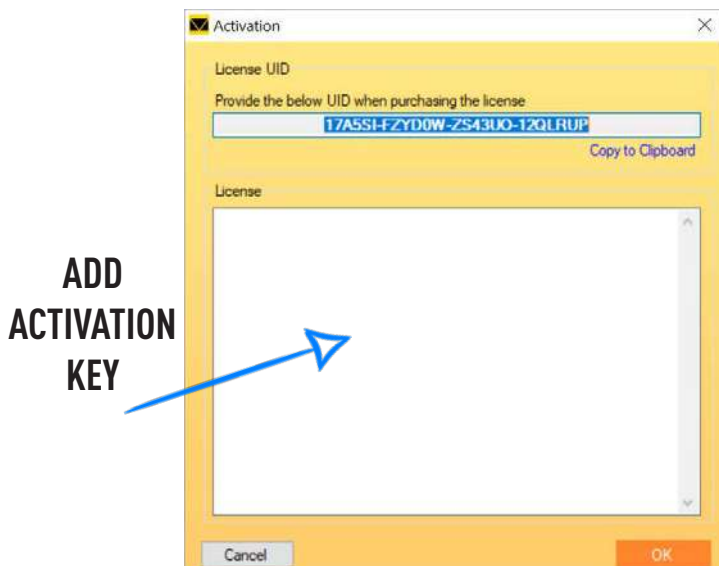 Activation
License UID
Provide the below UID when purchasing the license
17A5SI-FZYD0W-ZS43UO-12QLRUP
Copy to Clipboard
License
ADD
ACTIVATION
KEY
Cancel
OK